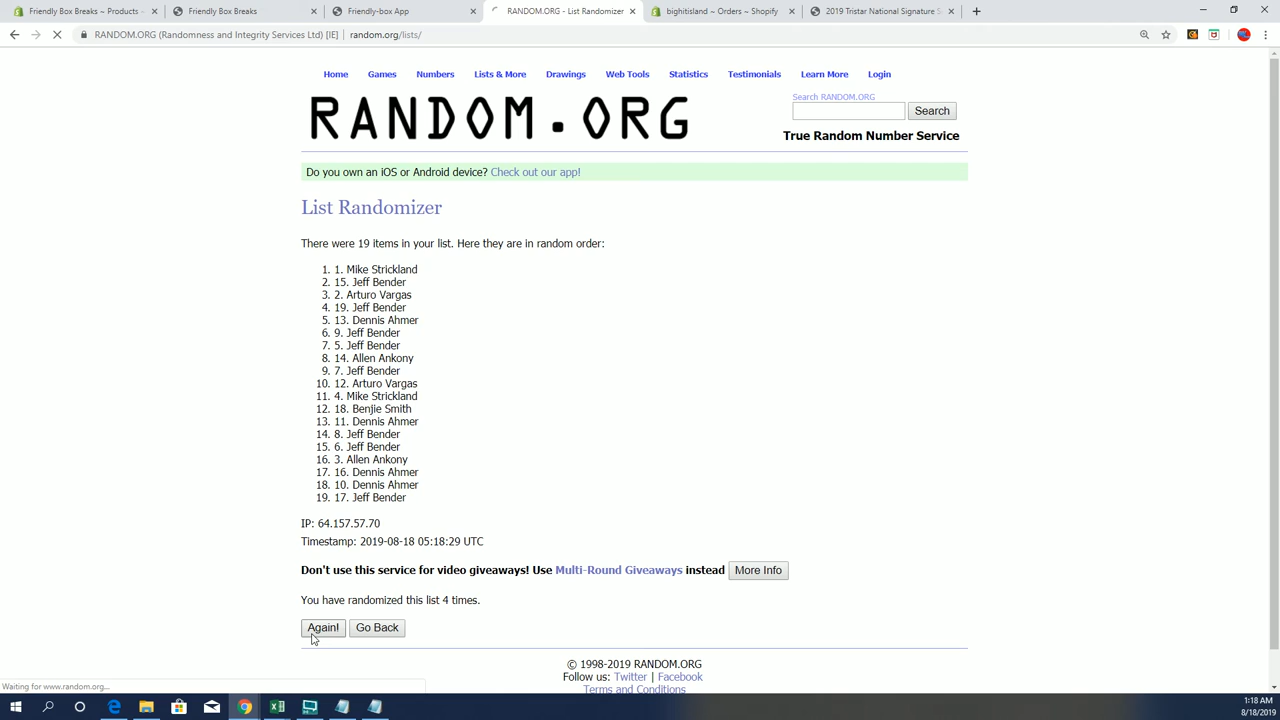 Friendly Box Breaks ~ Products
Friendly Box Breaks
Friendly-box App
RANDOM.ORG - List Randomizer
bighitisland ~ Orders ~ Shopify
2019 Tristar National Signature S
RANDOM.ORG (Randomness and Integrity Services Ltd) [IE] | random.org/lists/
Home Games Numbers Lists & More Drawings Web Tools Statistics Testimonials Learn More Login
RANDOM.ORG
Search RANDOM.ORG
Search
True Random Number Service
Do you own an iOS or Android device? Check out our app!
List Randomizer
There were 19 items in your list. Here they are in random order:
1. 1. Mike Strickland
2. 15. Jeff Bender
3. 2. Arturo Vargas
4. 19. Jeff Bender
5. 13. Dennis Ahmer
6. 9. Jeff Bender
7. 5. Jeff Bender
8. 14. Allen Ankony
9. 7. Jeff Bender
10. 12. Arturo Vargas
11. 4. Mike Strickland
12. 18. Benjie Smith
13. 11. Dennis Ahmer
14. 8. Jeff Bender
15. 6. Jeff Bender
16. 3. Allen Ankony
17. 16. Dennis Ahmer
18. 10. Dennis Ahmer
19. 17. Jeff Bender
IP: 64.157.57.70
Timestamp: 2019-08-18 05:18:29 UTC
Don't use this service for video giveaways! Use Multi-Round Giveaways instead More Info
You have randomized this list 4 times.
Again! Go Back
© 1998-2019 RANDOM.ORG
Follow us: Twitter | Facebook
Terms and Conditions
Waiting for www.random.org...
1:18 AM
8/18/2019